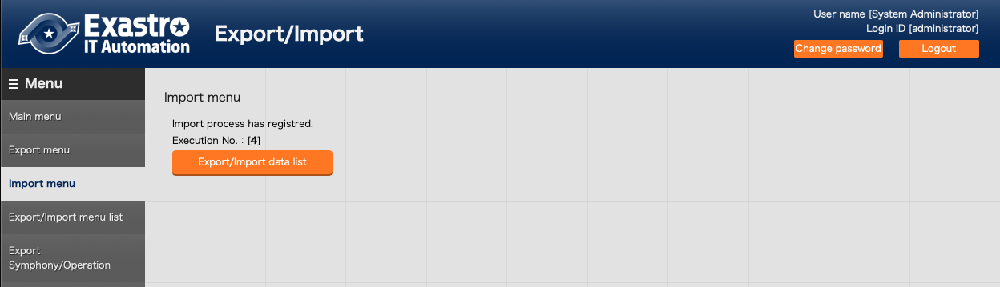 Exastro
IT Automation
Export/Import
User name [System Administrator]
Login ID [administrator]
Change password
Logout
Menu
Main menu
Export menu
Import menu
Export/Import menu list
Export
Symphony/Operation
Import menu
Import process has registred.
Execution No.：[4]
Export/Import data list